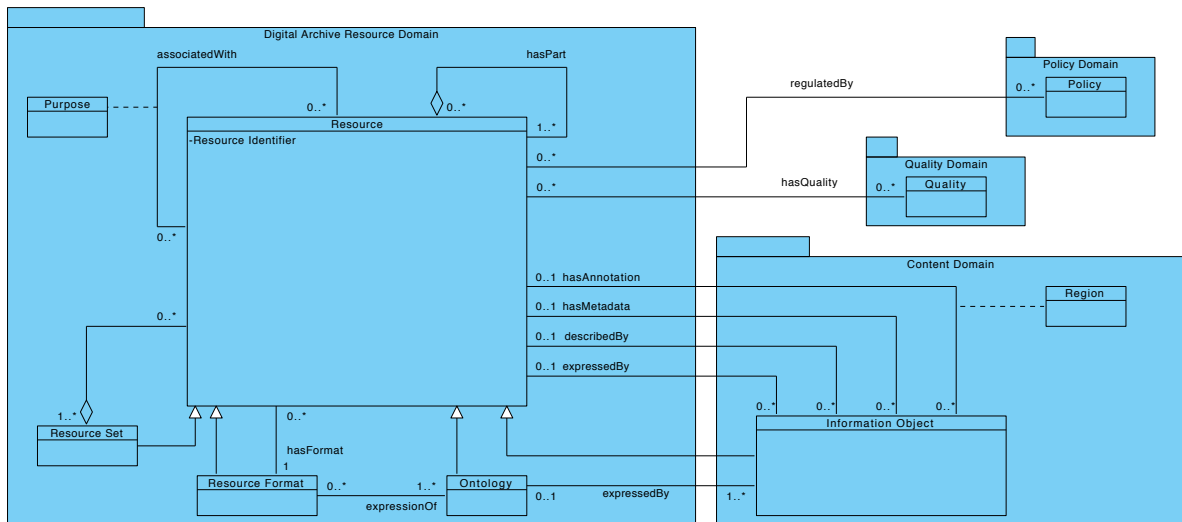 Digital Archive Resource Domain
associatedWith
hasPart
Policy Domain
Policy
regulatedBy
0..*
Purpose
0..*
0..*
Resource
1..*
-Resource Identifier
0..*
Quality Domain
hasQuality
Quality
0..*
0..*
0..*
Content Domain
0..1 hasAnnotation
Region
0..1 hasMetadata
0..*
0..1 describedBy
0..1 expressedBy
0..*
0..*
0..*
0..*
1..*
0..*
Information Object
Resource Set
hasFormat
1
Resource Format
0..*
1..*
Ontology
0..1
expressedBy
1..*
expressionOf